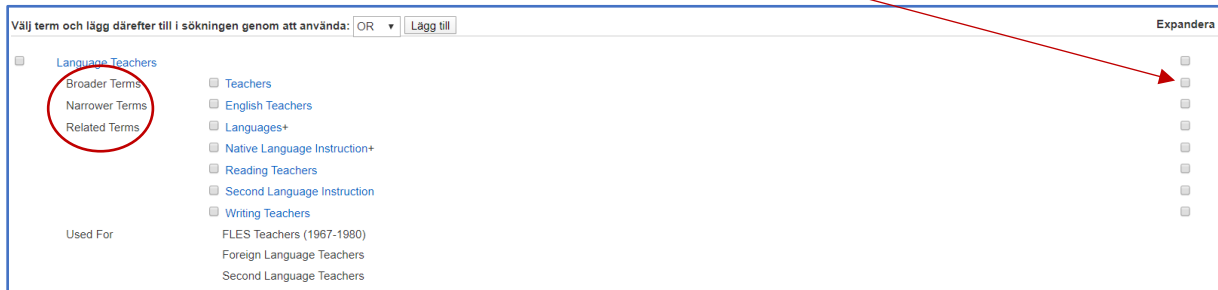 Välj term och lägg därefter till i sökningen genom att använda: OR Lägg till Expandera
Language Teachers
Broader Terms Teachers
Narrower Terms English Teachers
Related Terms Languages+
Native Language Instruction+
Reading Teachers
Second Language Instruction
Writing Teachers
Used For FLES Teachers (1967-1980)
Foreign Language Teachers
Second Language Teachers